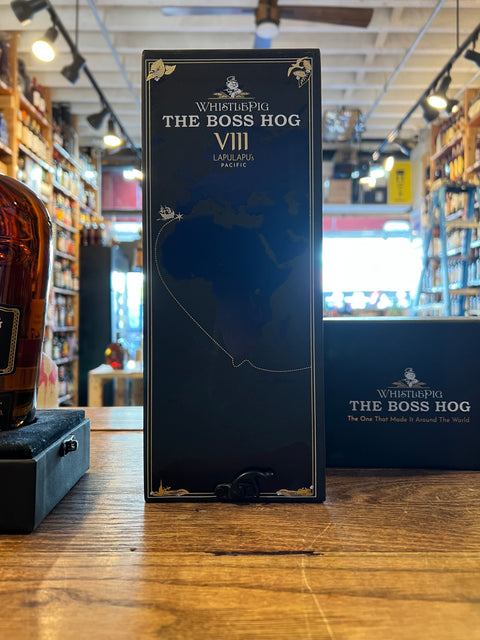 WHISTLEPIG
THE BOSS HOG
VIII
LAPULAPU's
PACIFIC
WHISTLEPIG
THE BOSS HOG
The One That Made It Around The World